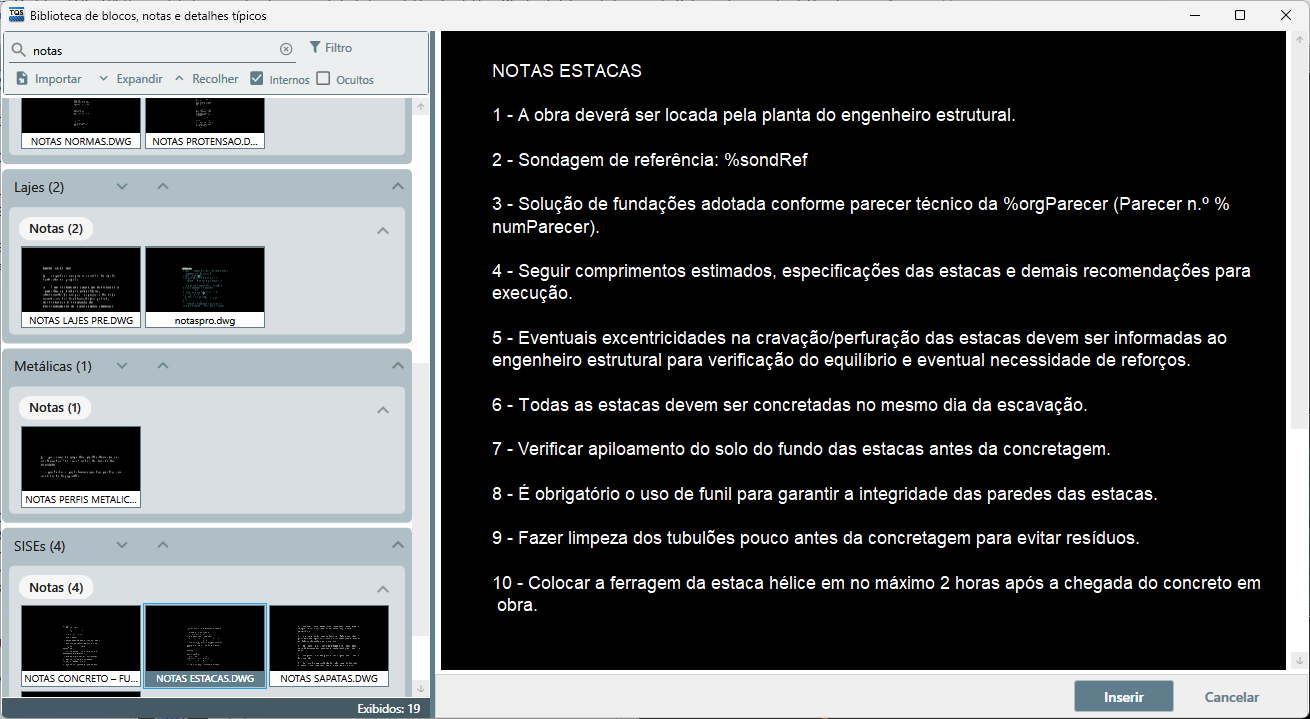 TQS Biblioteca de blocos, notas e detalhes típicos
notas
Filtro
Importar Expandir Recolher Internos Ocultos
NOTAS NORMAS.DWG NOTAS PROTENSAO.D...
Lajes (2)
Notas (2)
NOTAS LAJES PRE.DWG notaspro.dwg
Metálicas (1)
Notas (1)
NOTAS PERFIS METALIC...
SISEs (4)
Notas (4)
NOTAS CONCRETO – FU... NOTAS ESTACAS.DWG NOTAS SAPATAS.DWG
Exibidos: 19
NOTAS ESTACAS
1 - A obra deverá ser locada pela planta do engenheiro estrutural.
2 - Sondagem de referência: %sondRef
3 - Solução de fundações adotada conforme parecer técnico da %orgParecer (Parecer n.º %
numParecer).
4 - Seguir comprimentos estimados, especificações das estacas e demais recomendações para
execução.
5 - Eventuais excentricidades na cravação/perfuração das estacas devem ser informadas ao
engenheiro estrutural para verificação do equilíbrio e eventual necessidade de reforços.
6 - Todas as estacas devem ser concretadas no mesmo dia da escavação.
7 - Verificar apiloamento do solo do fundo das estacas antes da concretagem.
8 - É obrigatório o uso de funil para garantir a integridade das paredes das estacas.
9 - Fazer limpeza dos tubulões pouco antes da concretagem para evitar resíduos.
10 - Colocar a ferragem da estaca hélice em no máximo 2 horas após a chegada do concreto em
obra.
Inserir Cancelar